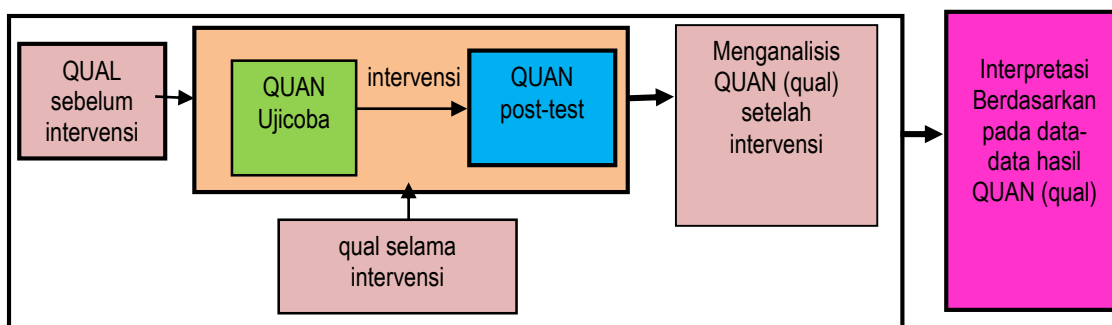 QUAL
sebelum
intervensi
QUAN
Ujicoba
intervensi
QUAN
post-test
qual selama
intervensi
Menganalisis
QUAN (qual)
setelah
intervensi
Interpretasi
Berdasarkan
pada data-
data hasil
QUAN (qual)